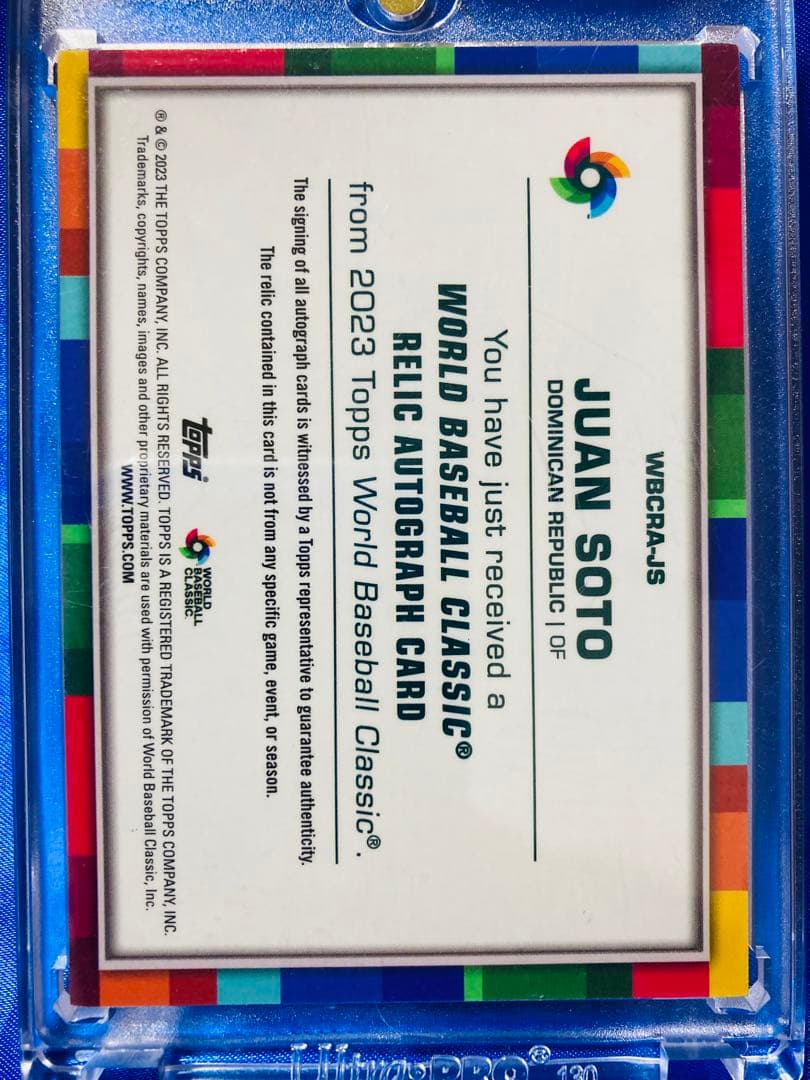 WBCRA-JS
JUAN SOTO
DOMINICAN REPUBLIC | OF
You have just received a
WORLD BASEBALL CLASSIC®
RELIC AUTOGRAPH CARD
from 2023 Topps World Baseball Classic®.
The signing of all autograph cards is witnessed by a Topps representative to guarantee authenticity.
The relic contained in this card is not from any specific game, event, or season.
topps
WORLD
BASEBALL
CLASSIC
® & © 2023 THE TOPPS COMPANY, INC. ALL RIGHTS RESERVED. TOPPS IS A REGISTERED TRADEMARK OF THE TOPPS COMPANY, INC.
Trademarks, copyrights, names, images and other proprietary materials are used with permission of World Baseball Classic, Inc.
WWW.TOPPS.COM
Ultra PRO® 130